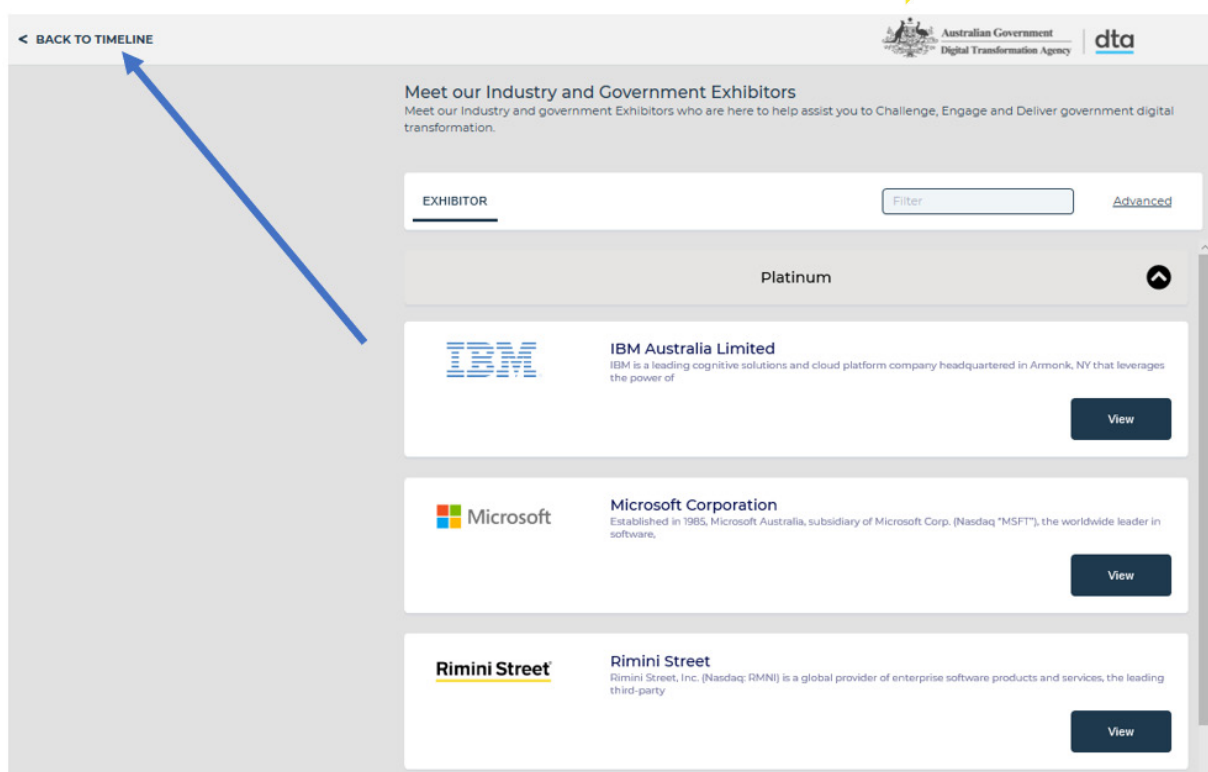 < BACK TO TIMELINE
Australian Government
Digital Transformation Agency
dta
Meet our Industry and Government Exhibitors
Meet our Industry and government Exhibitors who are here to help assist you to Challenge, Engage and Deliver government digital
transformation.
EXHIBITOR
Filter
Advanced
Platinum
IBM
IBM Australia Limited
IBM is a leading cognitive solutions and cloud platform company headquartered in Armonk, NY that leverages
the power of
View
Microsoft
Microsoft Corporation
Established in 1985, Microsoft Australia, subsidiary of Microsoft Corp. (Nasdaq "MSFT"), the worldwide leader in
software,
View
Rimini Street
Rimini Street
Rimini Street, Inc. (Nasdaq: RMNI) is a global provider of enterprise software products and services, the leading
third-party
View